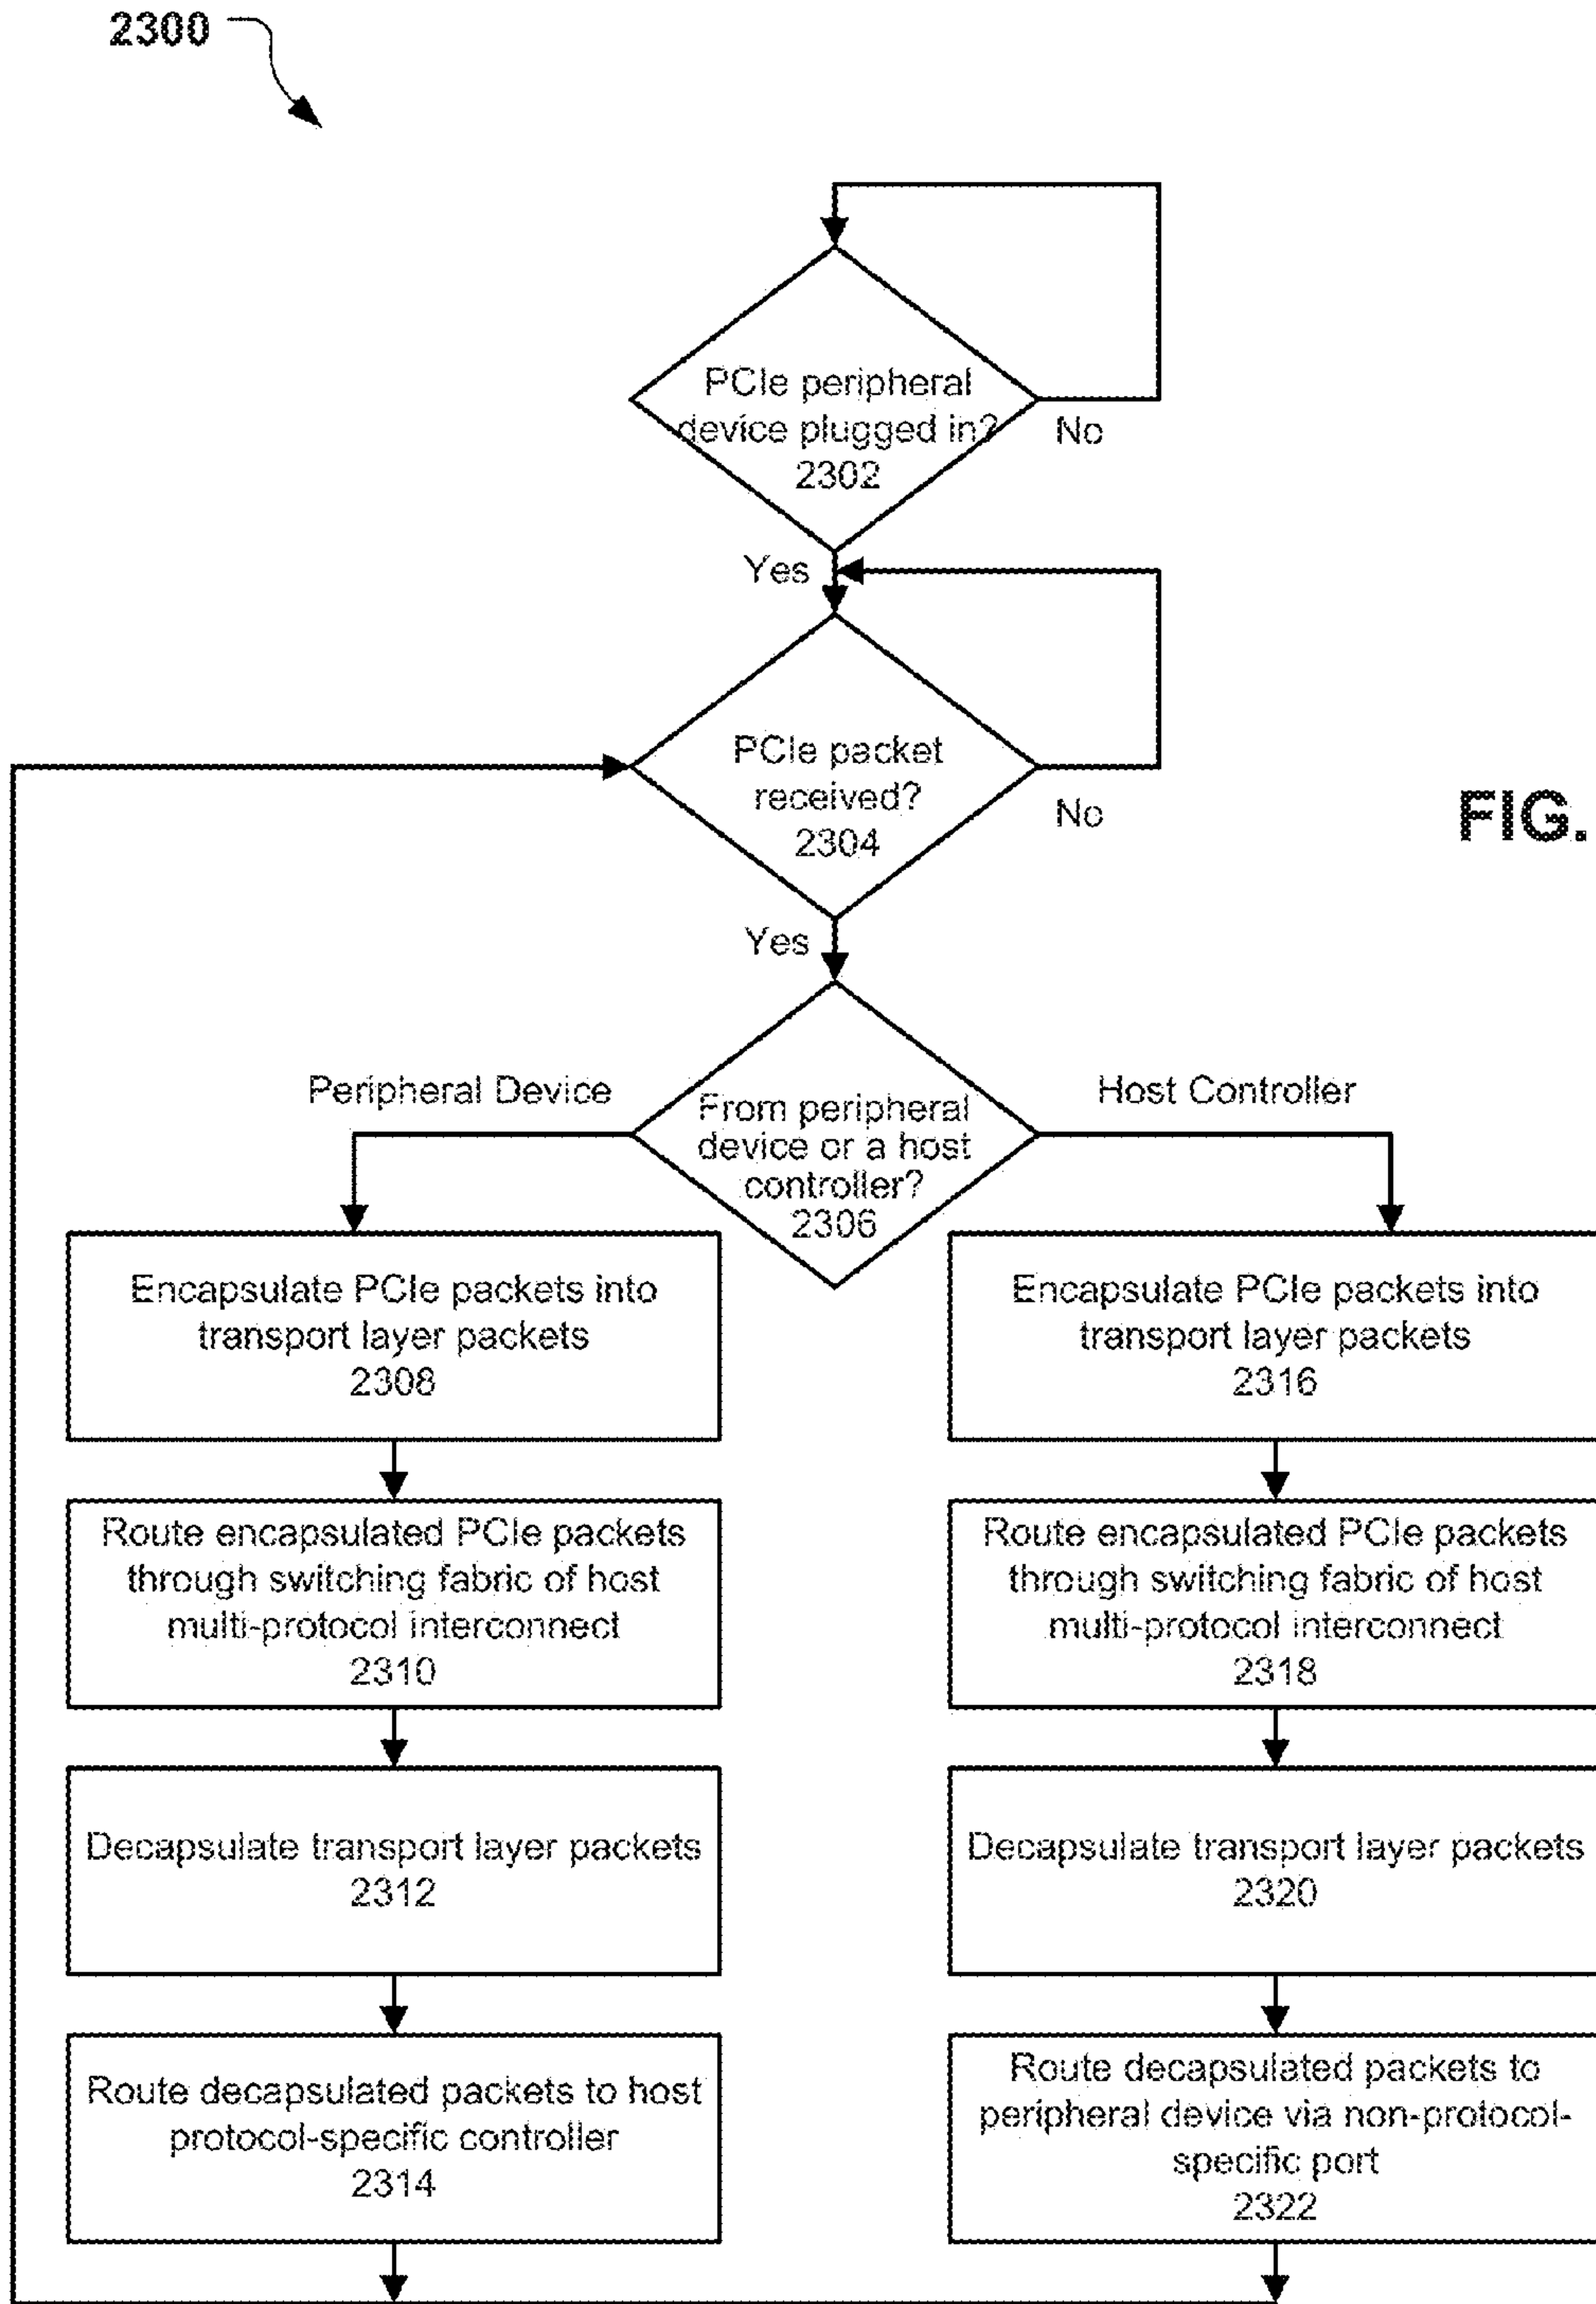 2300
PCIe peripheral
device plugged in?
2302
No
Yes
PCIe packet
received?
2304
No
FIG.
Yes
Peripheral Device
Host Controller
From peripheral
device or a host
controller?
2306
Encapsulate PCIe packets into
transport layer packets
2308
Encapsulate PCIe packets into
transport layer packets
2316
Route encapsulated PCIe packets
through switching fabric of host
multi-protocol interconnect
2310
Route encapsulated PCIe packets
through switching fabric of host
multi-protocol interconnect
2318
Decapsulate transport layer packets
2312
Decapsulate transport layer packets
2320
Route decapsulated packets to host
protocol-specific controller
2314
Route decapsulated packets to
peripheral device via non-protocol-
specific port
2322